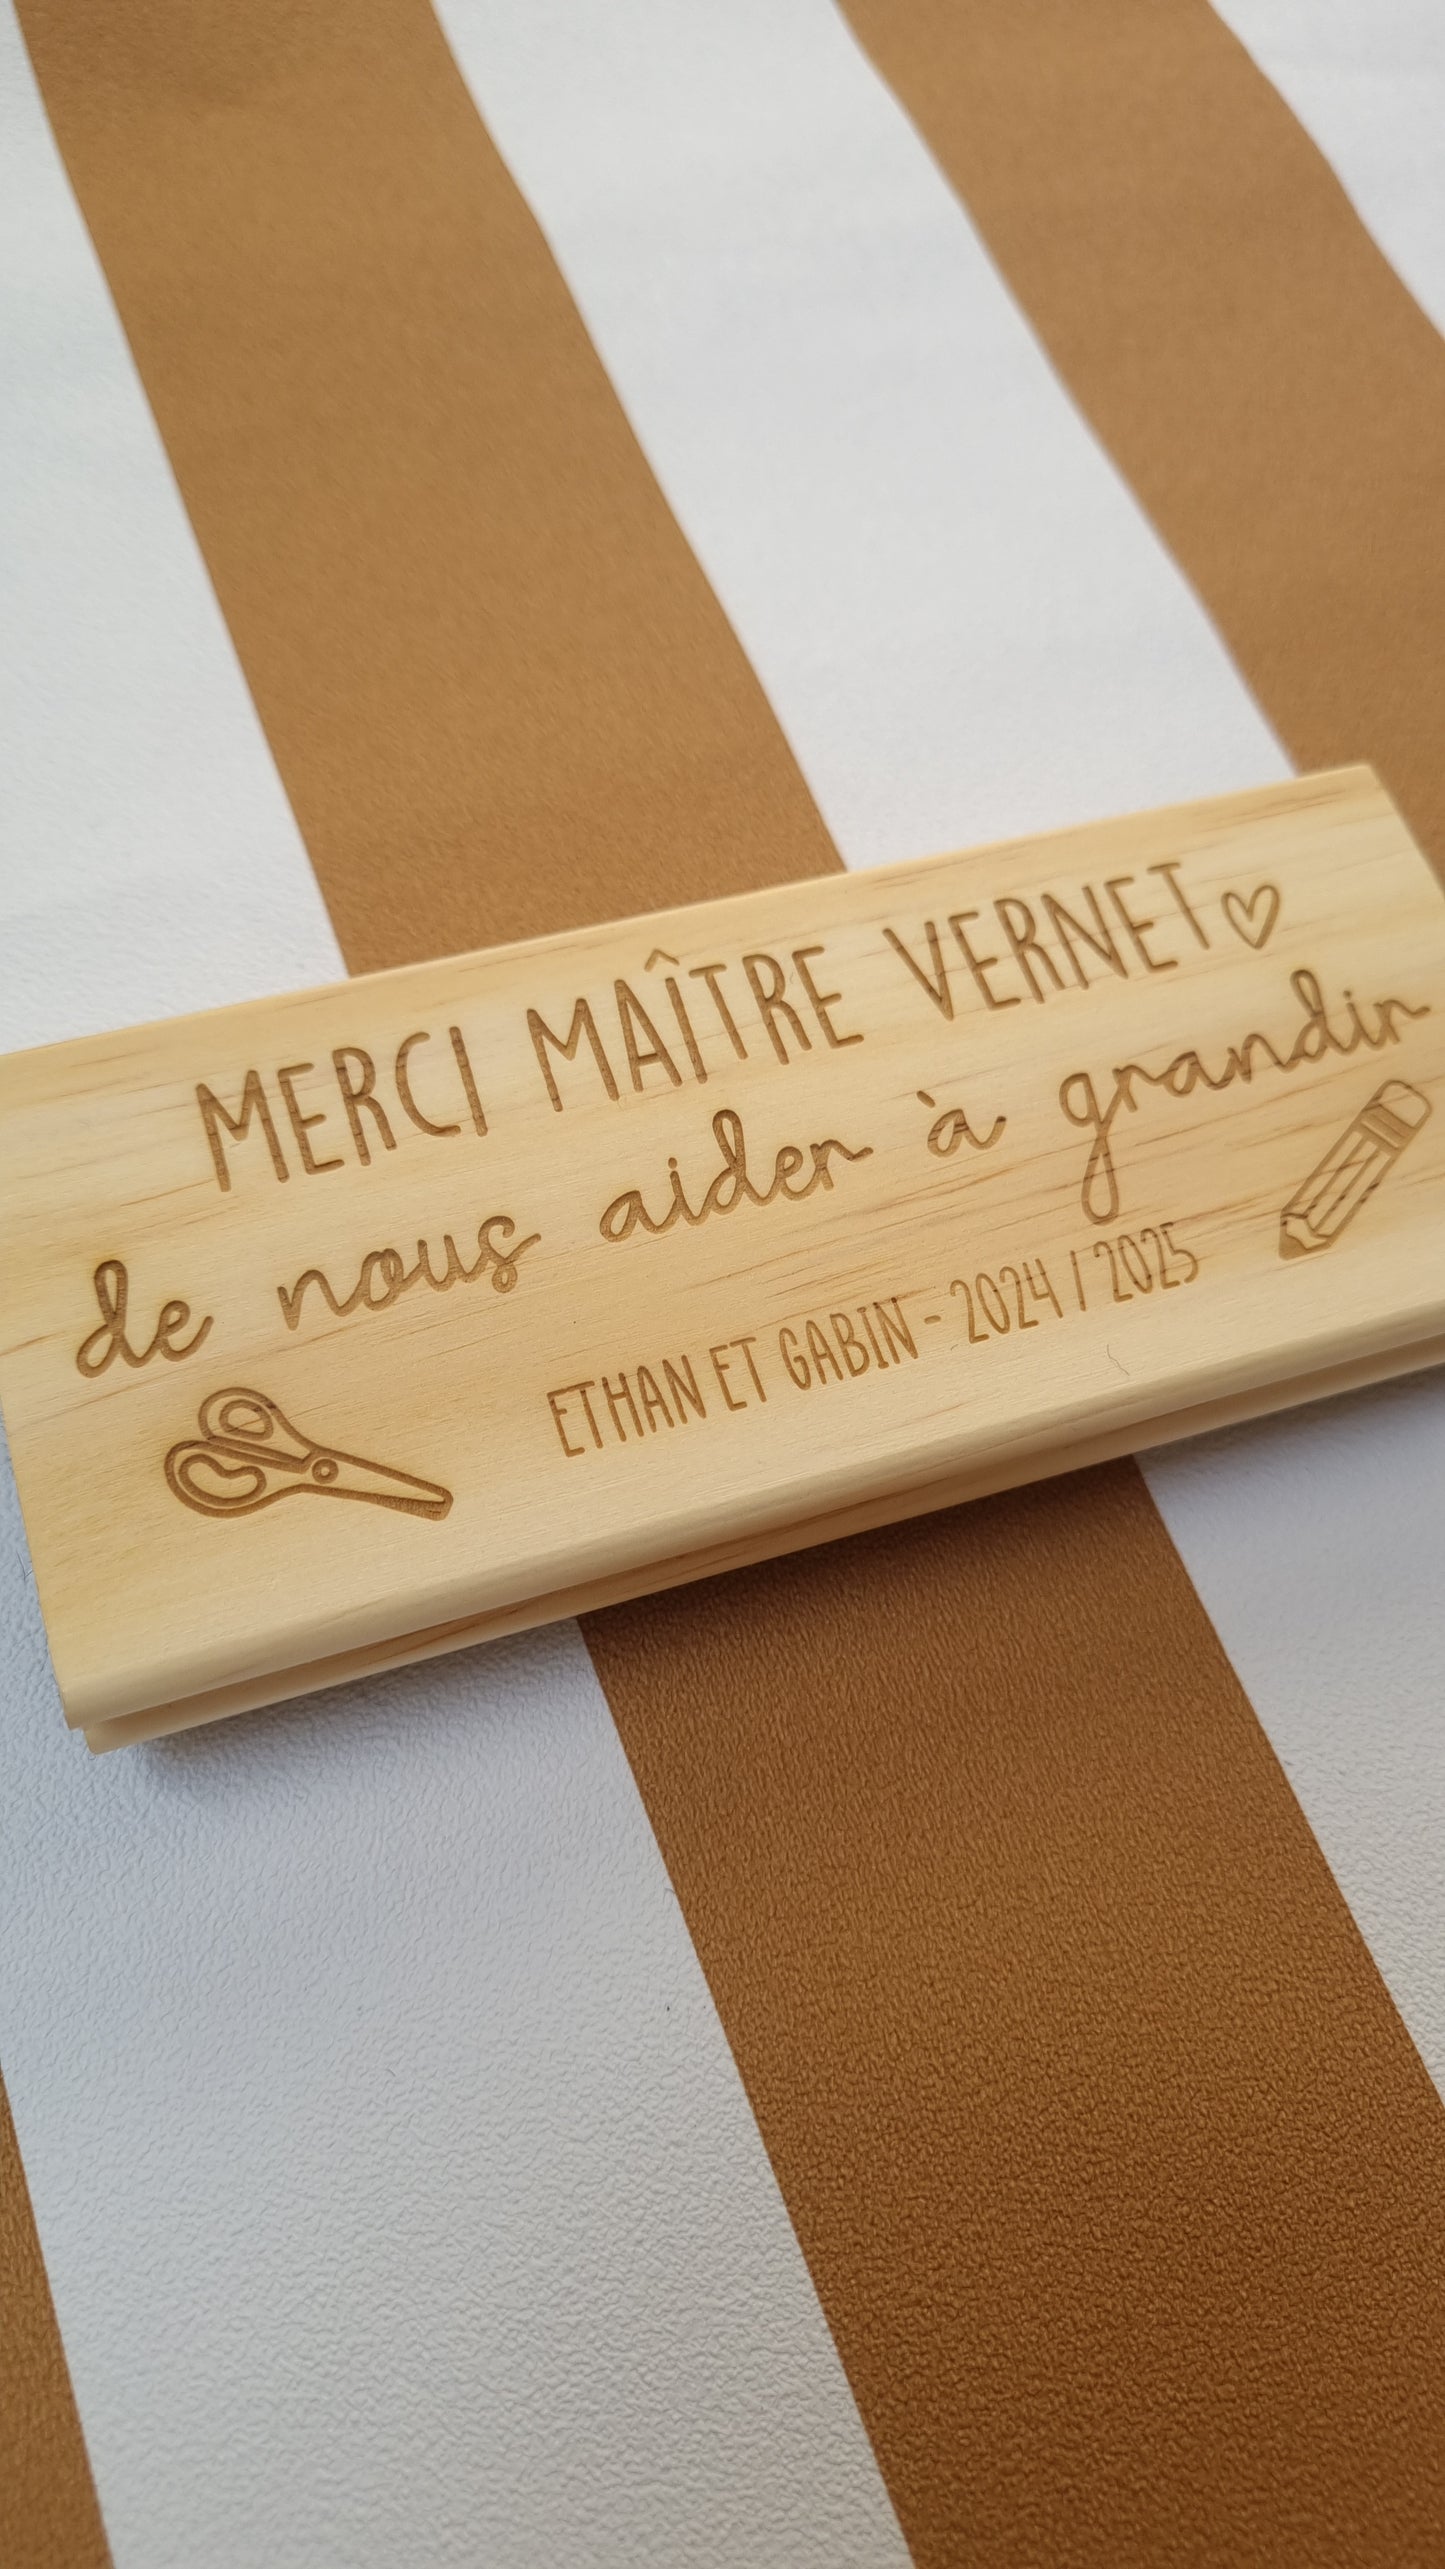 MERCI MAÎTRE VERNET
de nous aider à grandir
ETHAN ET GABIN - 2024 / 2025